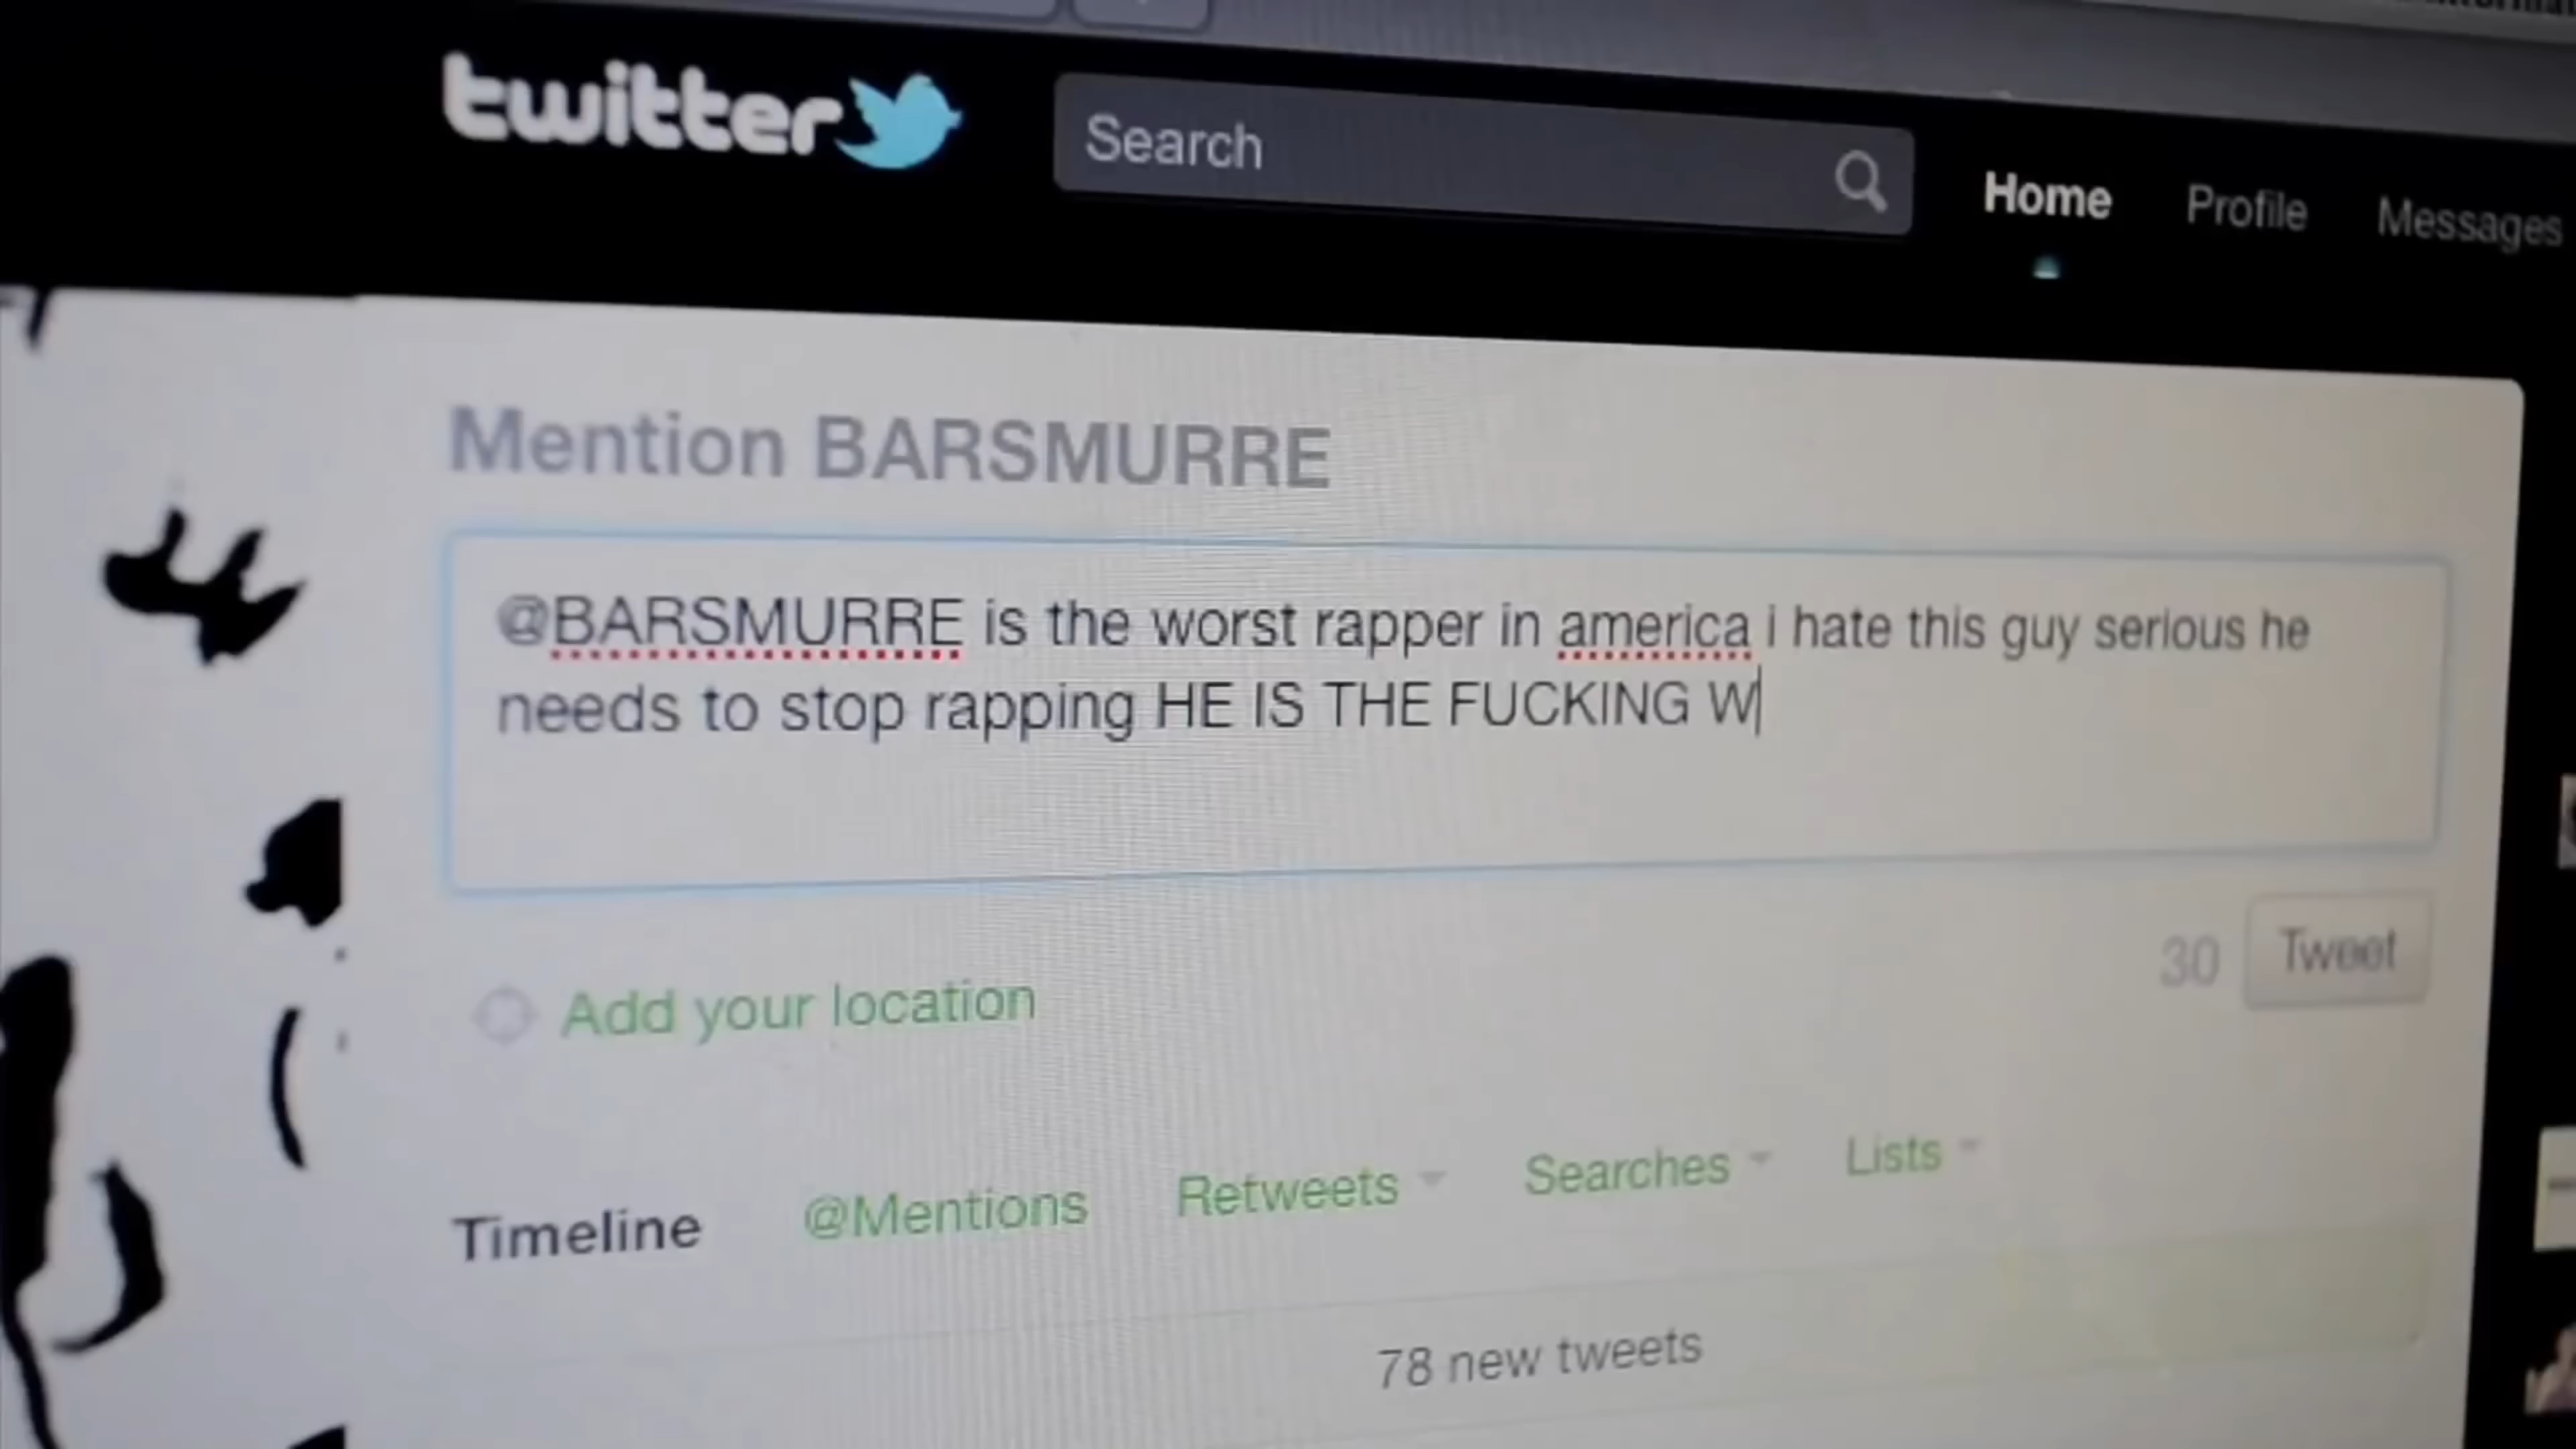 twitter
Search
Home
Profile
Messages
Mention BARSMURRE
@BARSMURRE is the worst rapper in america i hate this guy serious he
needs to stop rapping HE IS THE FUCKING W
Add your location
30
Tweet
Timeline
@Mentions
Retweets
Searches
Lists
78 new tweets